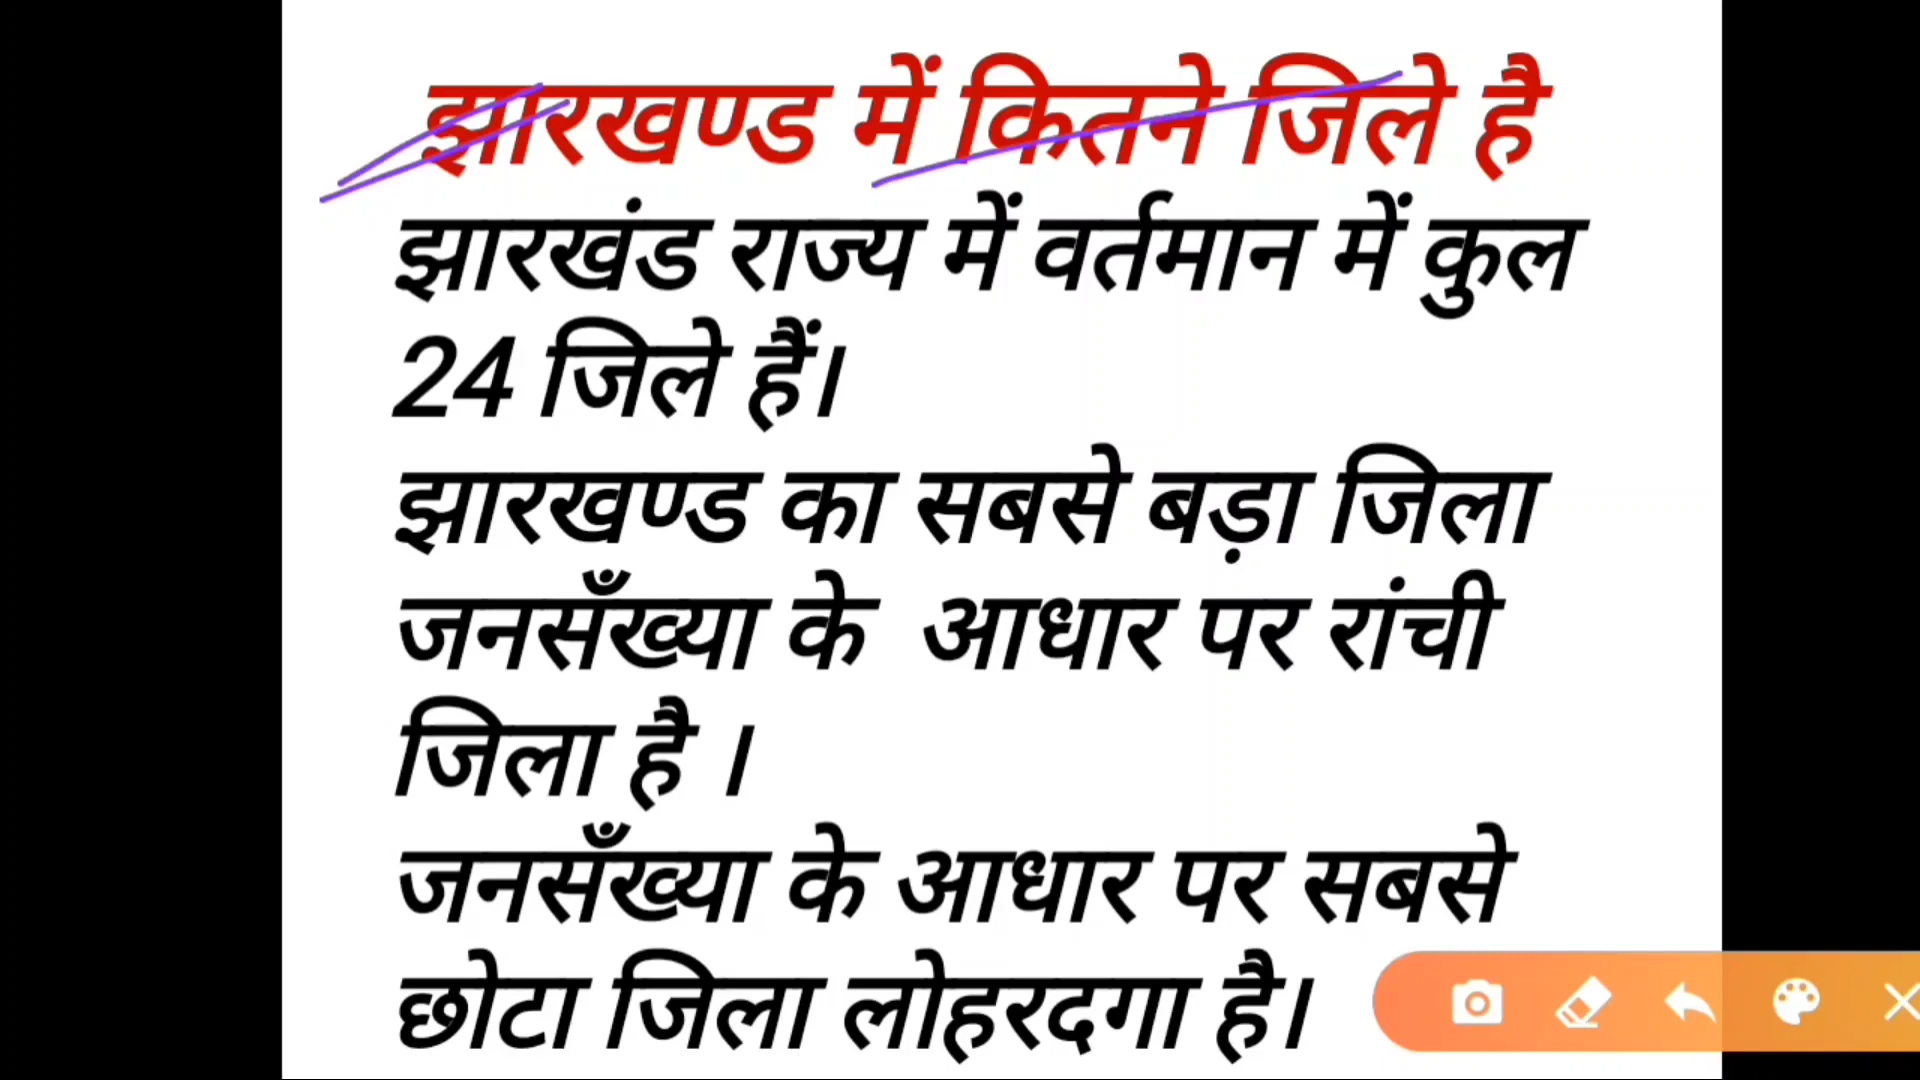 झारखण्ड में कितने जिले है
झारखंड राज्य में वर्तमान में कुल
24 जिले हैं।
झारखण्ड का सबसे बड़ा जिला
जनसँख्या के  आधार पर रांची
जिला है ।
जनसँख्या के आधार पर सबसे
छोटा जिला लोहरदगा है।